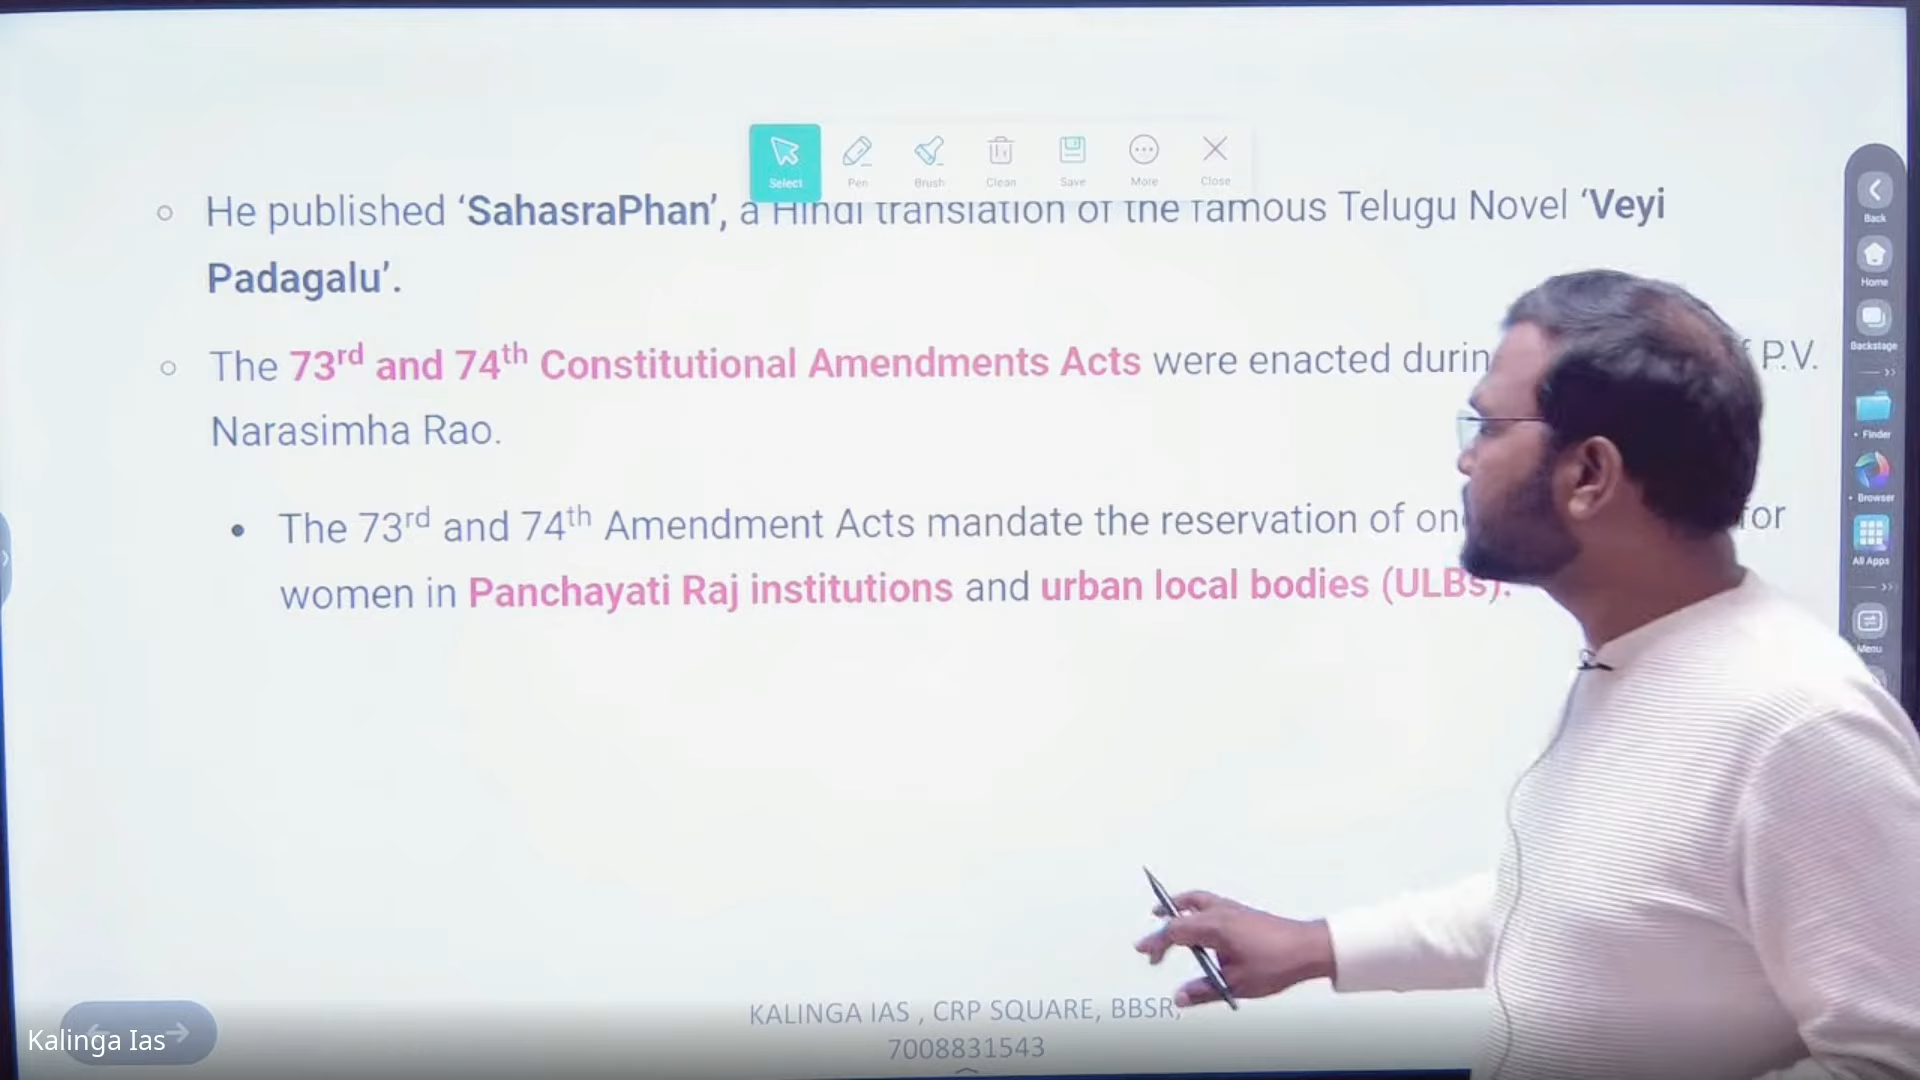 Select Pen Brush Clean Save More Close
He published ‘SahasraPhan’, a Hindi translation of the famous Telugu Novel ‘Veyi
Padagalu’.
The 73rd and 74th Constitutional Amendments Acts were enacted P.V.
Narasimha Rao.
The 73rd and 74th Amendment Acts mandate the reservation of for
women in Panchayati Raj institutions and urban local bodies (ULBs).
Back
Home
Backstage
Finder
Browser
All Apps
Menu
KALINGA IAS , CRP SQUARE, BBSR,
7008831543
Kalinga Ias